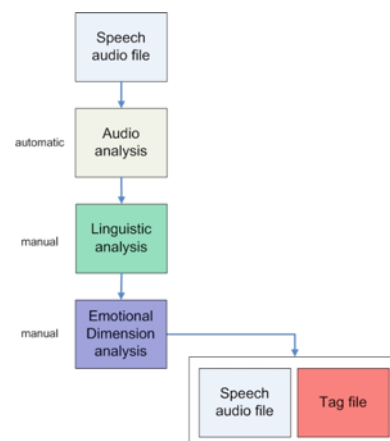 Speech
audio file
automatic
Audio
analysis
manual
Linguistic
analysis
manual
Emotional
Dimension
analysis
Speech
audio file
Tag file